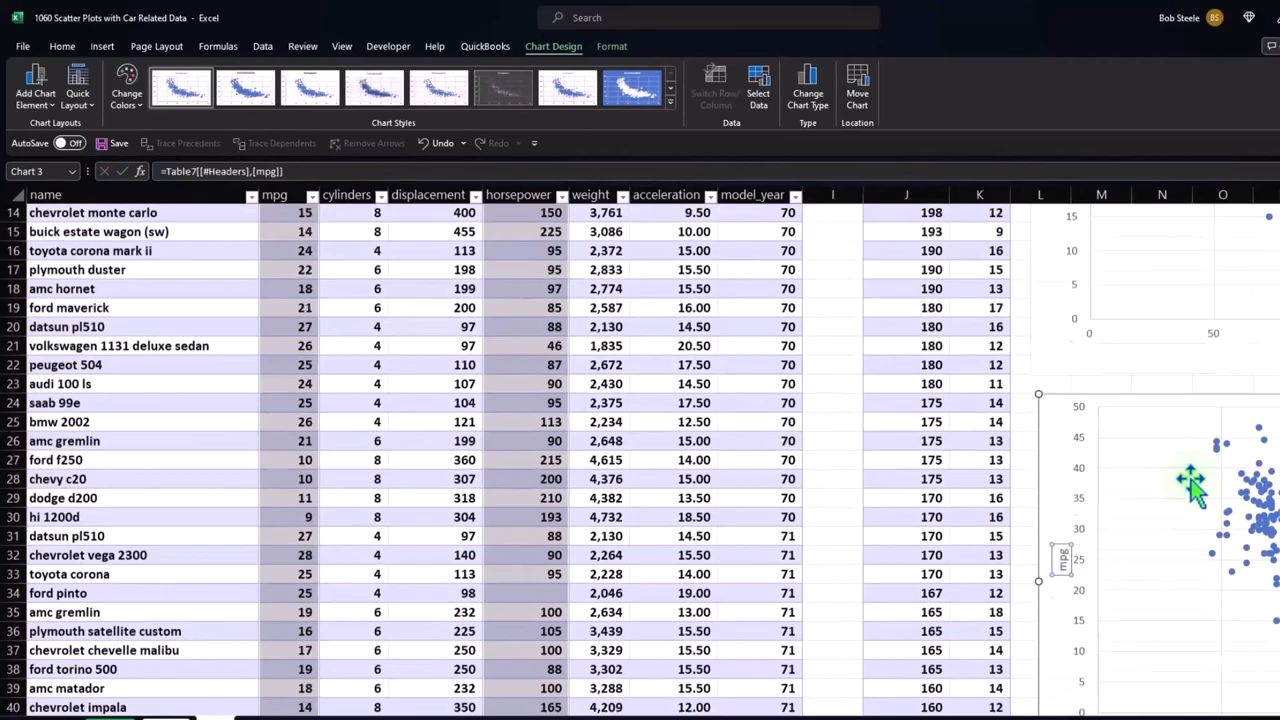 1060 Scatter Plots with Car Related Data - Excel
Search
Bob Steele
BS
File Home Insert Page Layout Formulas Data Review View Developer Help QuickBooks Chart Design Format
Add Chart Element
Quick Layout
Change Colors
Switch Row/Column
Select Data
Change Chart Type
Move Chart
Chart Layouts Chart Styles Data Type Location
AutoSave Off Save Trace Precedents Trace Dependents Remove Arrows Undo Redo
Chart 3 fx =Table7[[#Headers],[mpg]]
name mpg cylinders displacement horsepower weight acceleration model_year I J K L M N O
14 chevrolet monte carlo 15 8 400 150 3,761 9.50 70 198 12
15 buick estate wagon (sw) 14 8 455 225 3,086 10.00 70 193 9
16 toyota corona mark ii 24 4 113 95 2,372 15.00 70 190 16
17 plymouth duster 22 6 198 95 2,833 15.50 70 190 15
18 amc hornet 18 6 199 97 2,774 15.50 70 190 13
19 ford maverick 21 6 200 85 2,587 16.00 70 180 17
20 datsun pl510 27 4 97 88 2,130 14.50 70 180 16
21 volkswagen 1131 deluxe sedan 26 4 97 46 1,835 20.50 70 180 12
22 peugeot 504 25 4 110 87 2,672 17.50 70 180 12
23 audi 100 ls 24 4 107 90 2,430 14.50 70 180 11
24 saab 99e 25 4 104 95 2,375 17.50 70 175 14
25 bmw 2002 26 4 121 113 2,234 12.50 70 175 14
26 amc gremlin 21 6 199 90 2,648 15.00 70 175 13
27 ford f250 10 8 360 215 4,615 14.00 70 175 13
28 chevy c20 10 8 307 200 4,376 15.00 70 175 13
29 dodge d200 11 8 318 210 4,382 13.50 70 170 16
30 hi 1200d 9 8 304 193 4,732 18.50 70 170 16
31 datsun pl510 27 4 97 88 2,130 14.50 71 170 15
32 chevrolet vega 2300 28 4 140 90 2,264 15.50 71 170 13
33 toyota corona 25 4 113 95 2,228 14.00 71 170 13
34 ford pinto 25 4 98 2,046 19.00 71 167 12
35 amc gremlin 19 6 232 100 2,634 13.00 71 165 18
36 plymouth satellite custom 16 6 225 105 3,439 15.50 71 165 15
37 chevrolet chevelle malibu 17 6 250 100 3,329 15.50 71 165 14
38 ford torino 500 19 6 250 88 3,302 15.50 71 165 13
39 amc matador 18 6 232 100 3,288 15.50 71 160 14
40 chevrolet impala 14 8 350 165 4,209 12.00 71 160 12
15
10
5
0
0 50
50
45
40
35
30
mpg
25
20
15
10
5
0